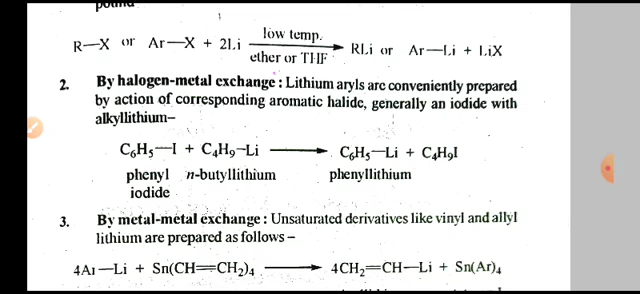 pound
low temp.
R—X or Ar—X + 2Li ⟶ RLi or Ar—Li + LiX
ether or THF
2. By halogen-metal exchange : Lithium aryls are conveniently prepared
by action of corresponding aromatic halide, generally an iodide with
alkyllithium–
C₆H₅—I + C₄H₉–Li ⟶ C₆H₅—Li + C₄H₉I
phenyl n-butyllithium phenyllithium
iodide
3. By metal-metal exchange : Unsaturated derivatives like vinyl and allyl
lithium are prepared as follows –
4Ar—Li + Sn(CH=CH₂)₄ ⟶ 4CH₂=CH—Li + Sn(Ar)₄